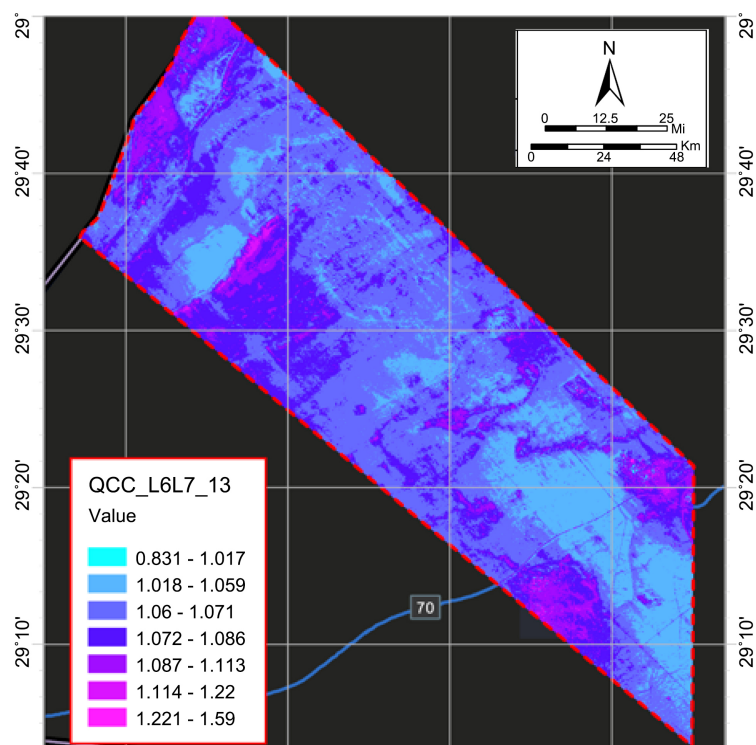 29°
29°
N
0 12.5 25
Mi
Km
0 24 48
29°40'
29°40'
29°30'
29°30'
29°20'
29°20'
29°10'
29°10'
QCC_L6L7_13
Value
0.831 - 1.017
1.018 - 1.059
1.06 - 1.071
1.072 - 1.086
1.087 - 1.113
1.114 - 1.22
1.221 - 1.59
70